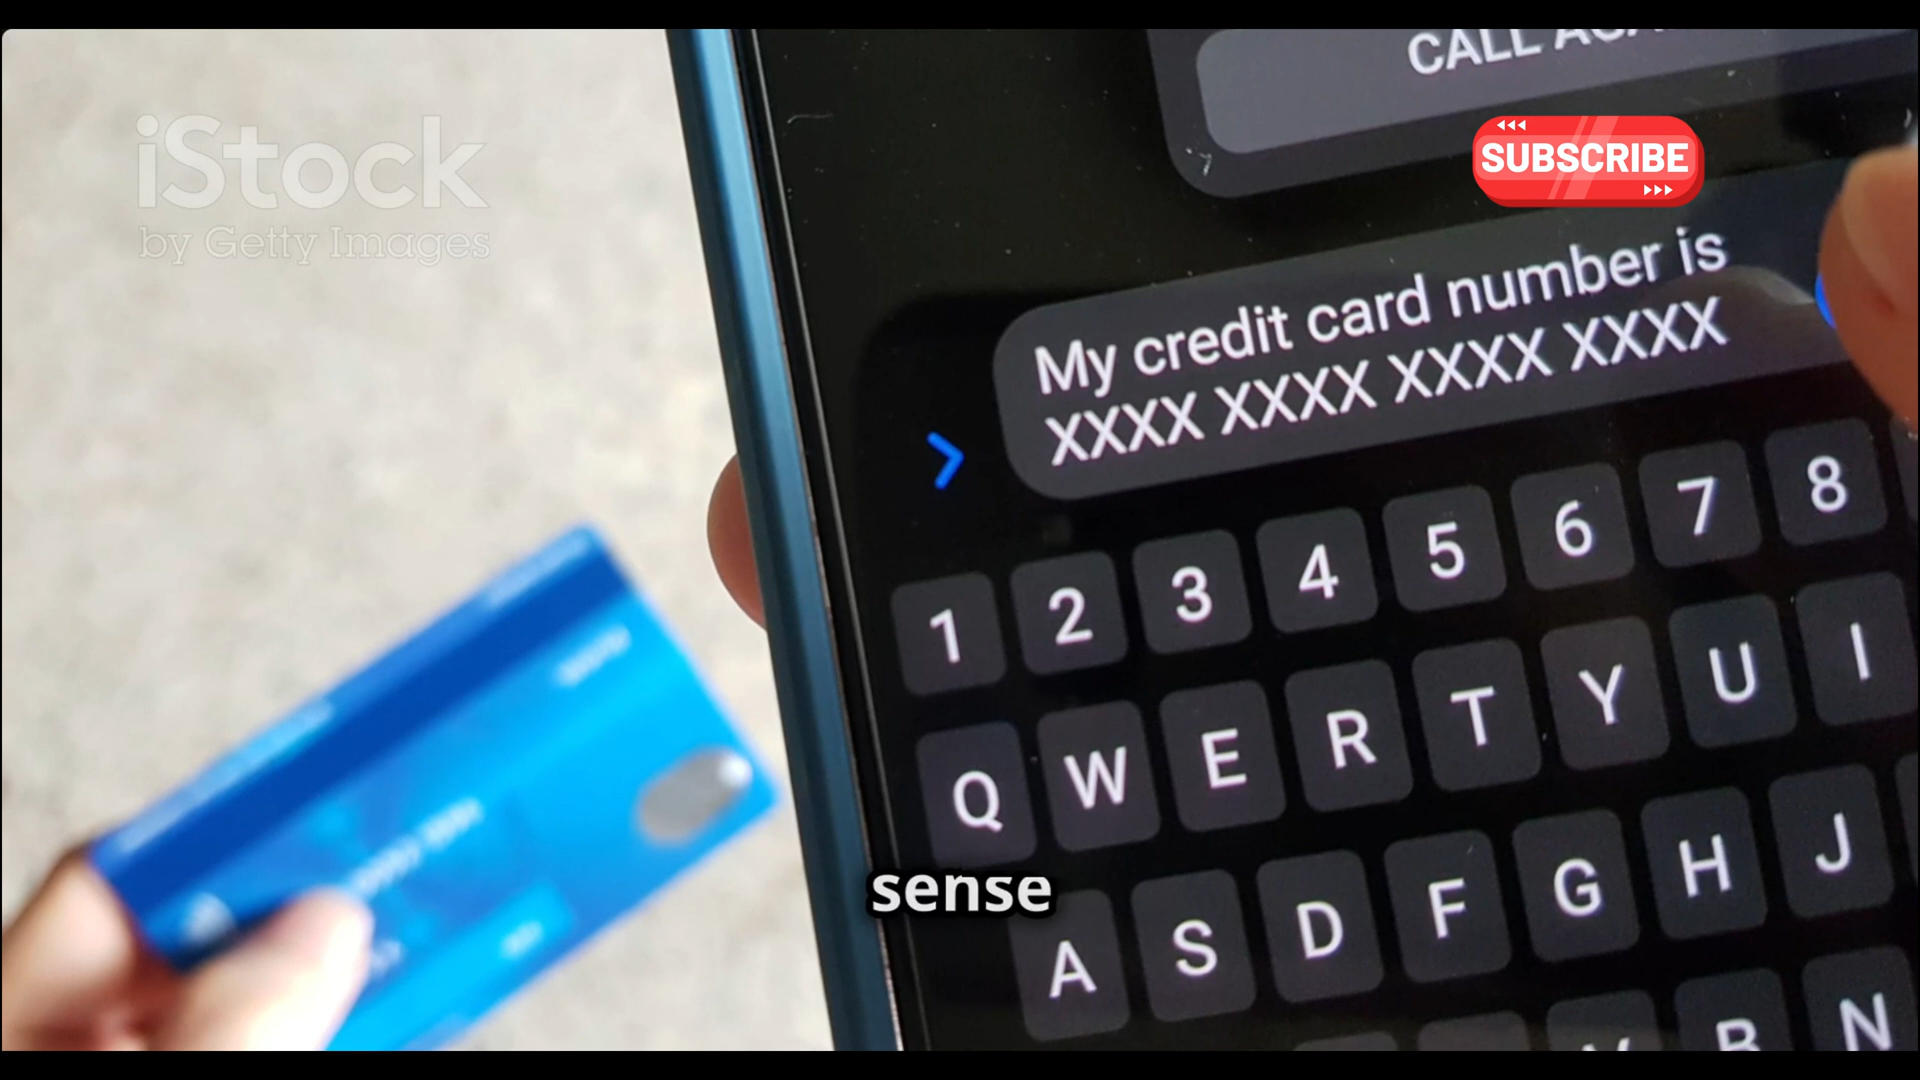 CALL
iStock
by Getty Images
SUBSCRIBE
My credit card number is
XXXX XXXX XXXX XXXX
1 2 3 4 5 6 7 8
Q W E R T Y U I
sense
A S D F G H J
B N